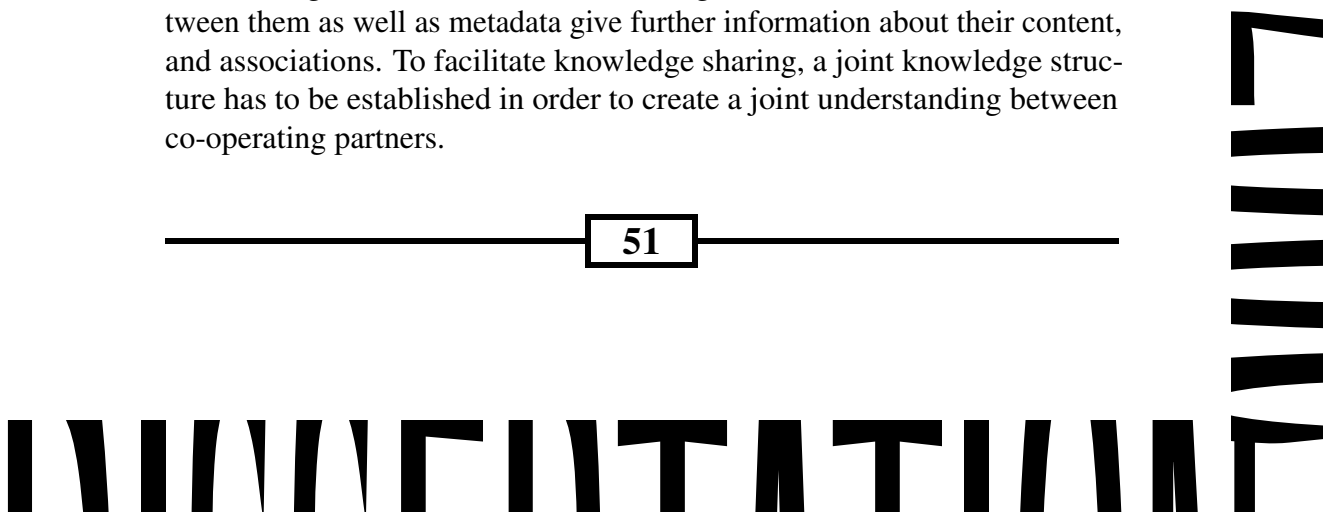 tween them as well as metadata give further information about their content,
and associations. To facilitate knowledge sharing, a joint knowledge struc-
ture has to be established in order to create a joint understanding between
co-operating partners.
51
DISSERTATION